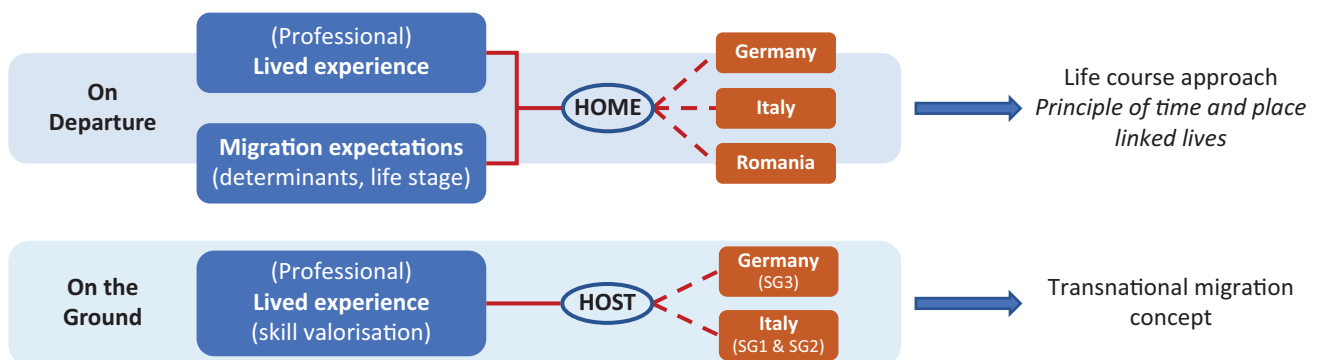 On
Departure
(Professional)
Lived experience
Migration expectations
(determinants, life stage)
HOME
Germany
Italy
Romania
Life course approach
Principle of time and place
linked lives
On the
Ground
(Professional)
Lived experience
(skill valorisation)
HOST
Germany
(SG3)
Italy
(SG1 & SG2)
Transnational migration
concept